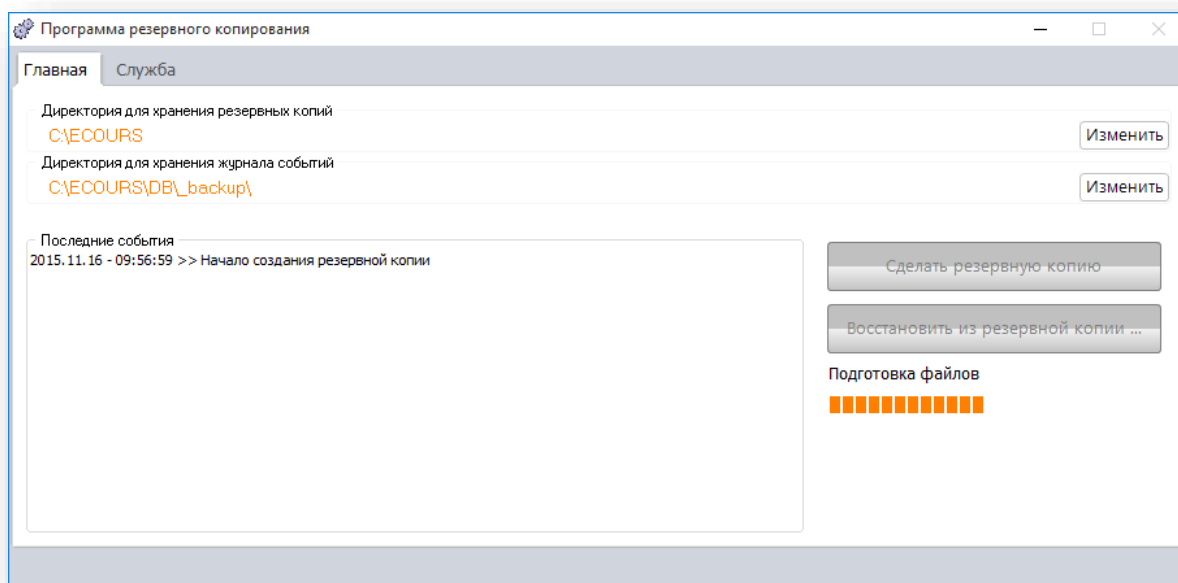 Программа резервного копирования
Главная Служба
Директория для хранения резервных копий
C:\ECOURS
Изменить
Директория для хранения журнала событий
C:\ECOURS\DB\_backup\
Изменить
Последние события
2015.11.16 - 09:56:59 >> Начало создания резервной копии
Сделать резервную копию
Восстановить из резервной копии ...
Подготовка файлов